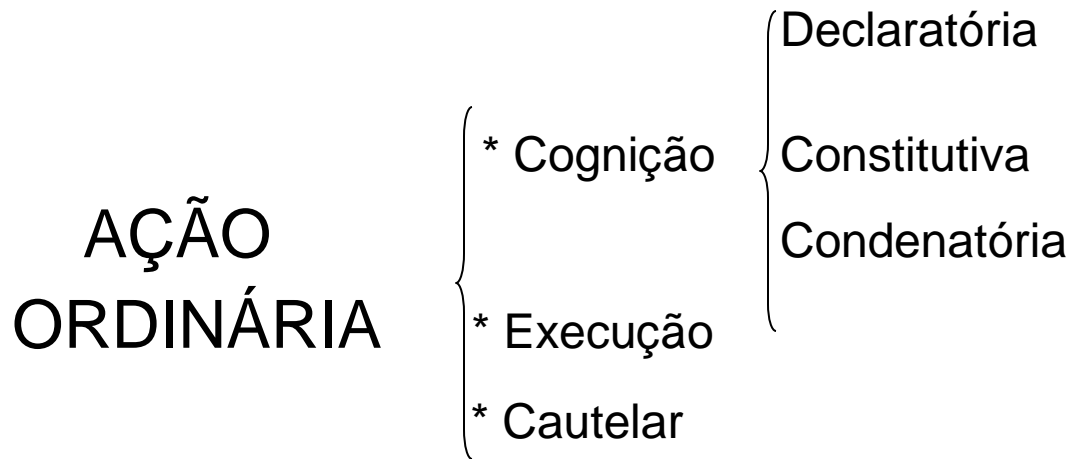 AÇÃO
ORDINÁRIA
* Cognição
* Execução
* Cautelar
Declaratória
Constitutiva
Condenatória